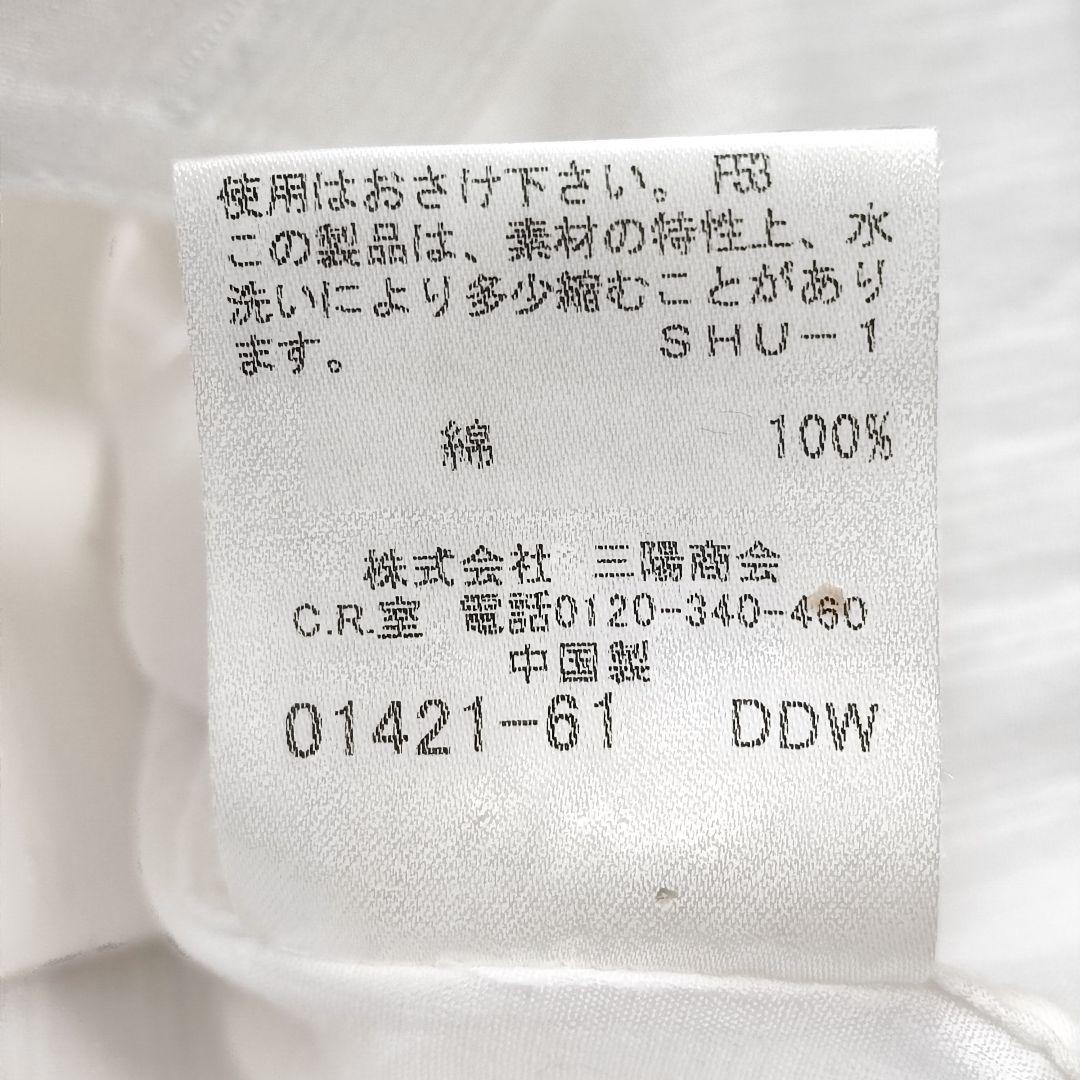 使用はおさけ下さい。 F53
この製品は、素材の特性上、水
洗いにより多少縮むことがあり
ます。 SHU-1
綿 100%
株式会社 三陽商会
C.R.室 電話0120-340-460
中国製
01421-61 DDW